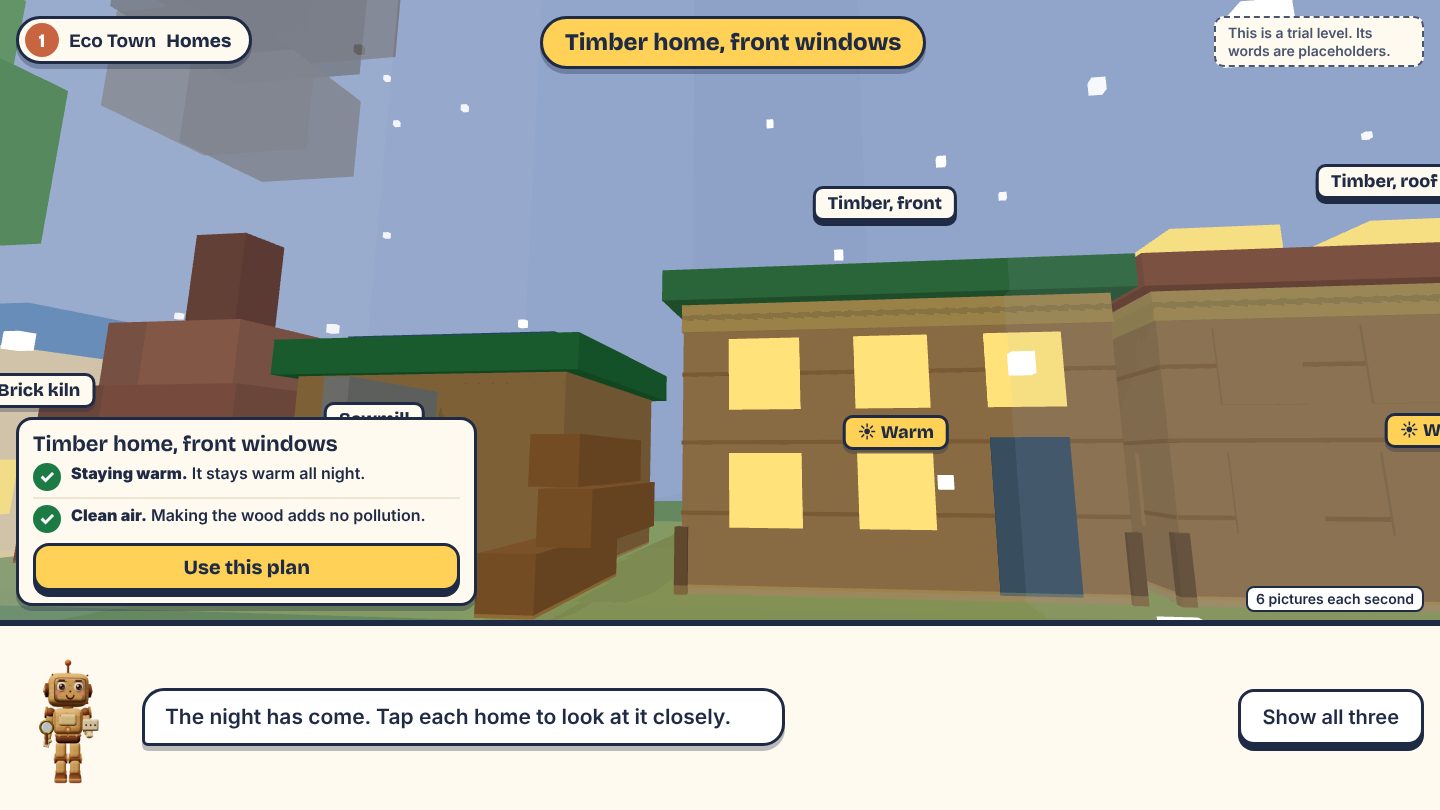 1 Eco Town Homes
Timber home, front windows
This is a trial level. Its
words are placeholders.
Timber, front
Timber, roof
Brick kiln
Sawmill
☀ Warm
☀ W
Timber home, front windows
Staying warm. It stays warm all night.
Clean air. Making the wood adds no pollution.
Use this plan
6 pictures each second
The night has come. Tap each home to look at it closely.
Show all three